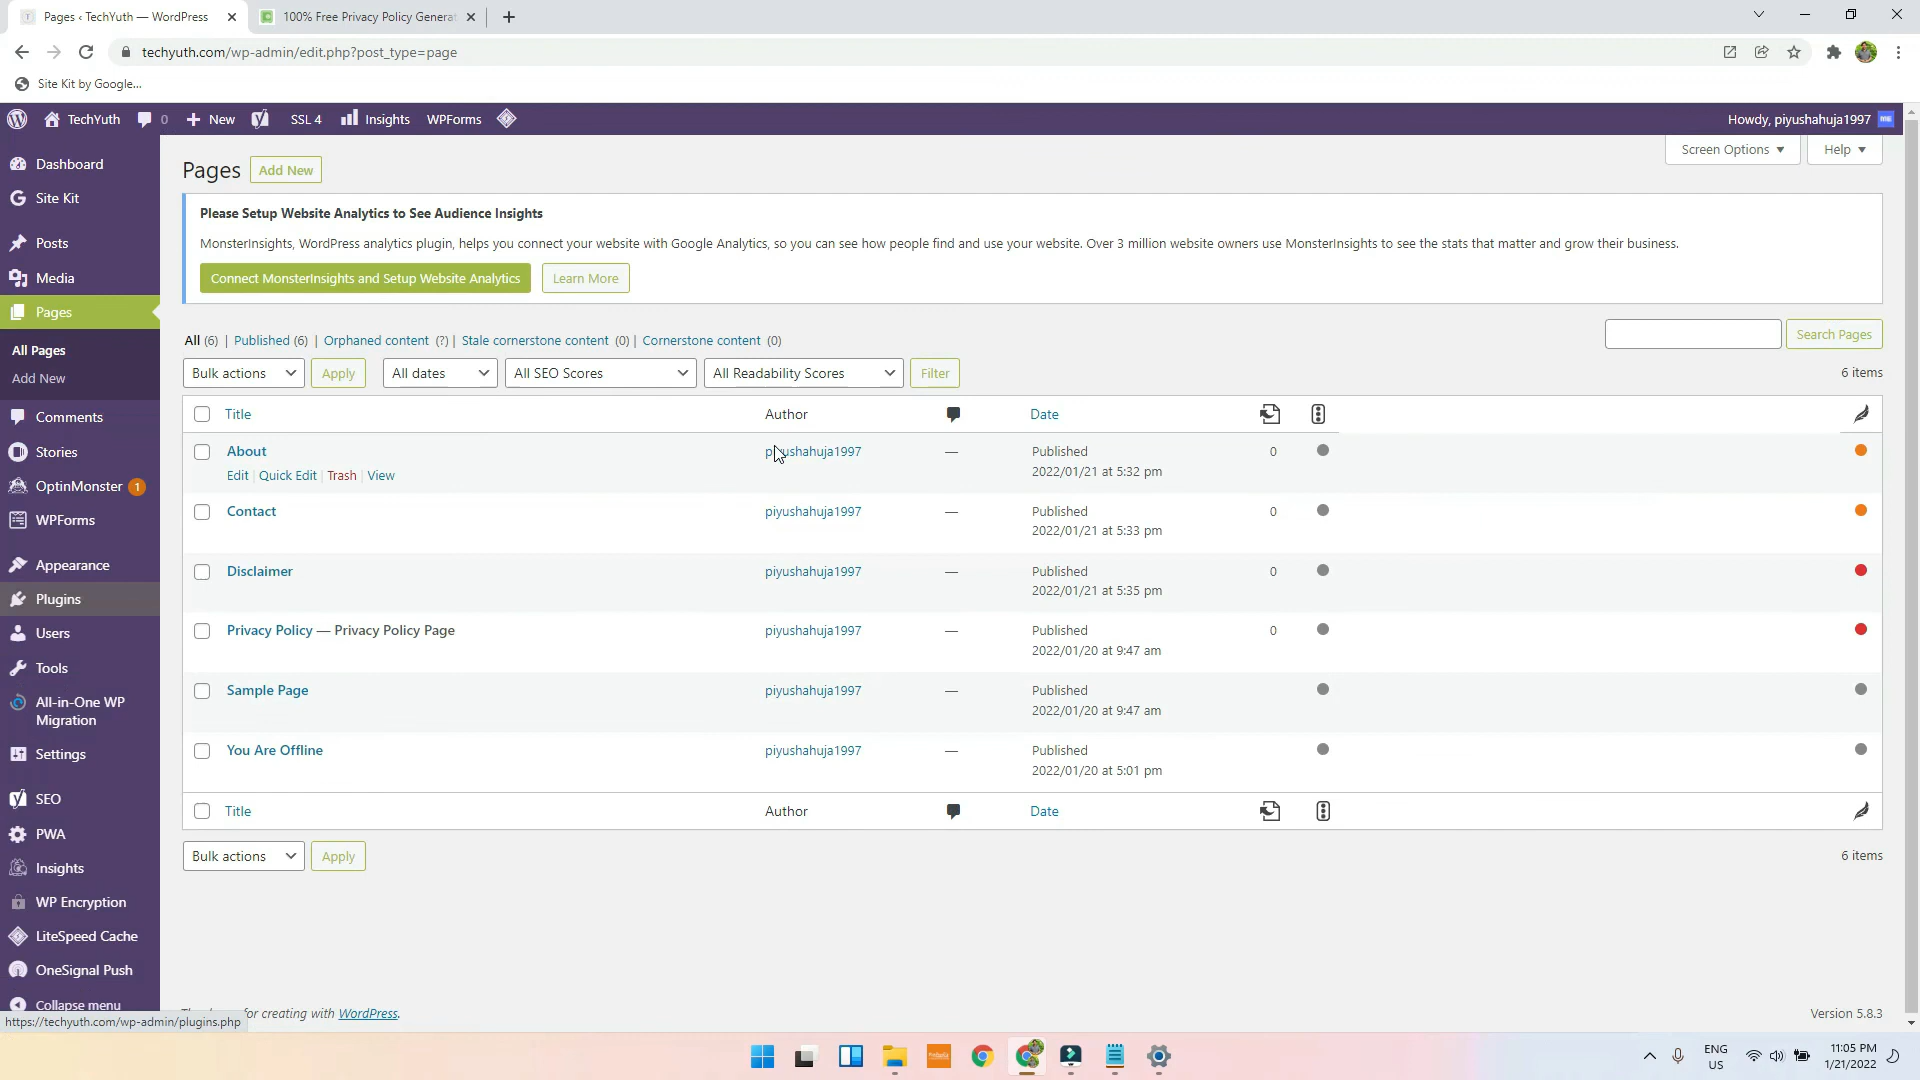 Pages ‹ TechYuth — WordPress
100% Free Privacy Policy Generat
techyuth.com/wp-admin/edit.php?post_type=page
Site Kit by Google...
TechYuth 0 New SSL 4 Insights WPForms
Howdy, piyushahuja1997
Dashboard
Site Kit
Posts
Media
Pages
All Pages
Add New
Comments
Stories
OptinMonster 1
WPForms
Appearance
Plugins
Users
Tools
All-in-One WP
Migration
Settings
SEO
PWA
Insights
WP Encryption
LiteSpeed Cache
OneSignal Push
Collapse menu
https://techyuth.com/wp-admin/plugins.php
Screen Options Help
Pages Add New
Please Setup Website Analytics to See Audience Insights
MonsterInsights, WordPress analytics plugin, helps you connect your website with Google Analytics, so you can see how people find and use your website. Over 3 million website owners use MonsterInsights to see the stats that matter and grow their business.
Connect MonsterInsights and Setup Website Analytics Learn More
All (6) | Published (6) | Orphaned content (?) | Stale cornerstone content (0) | Cornerstone content (0)
Search Pages
Bulk actions Apply All dates All SEO Scores All Readability Scores Filter
6 items
Title Author Date
About piyushahuja1997 — Published 0
Edit | Quick Edit | Trash | View 2022/01/21 at 5:32 pm
Contact piyushahuja1997 — Published 0
2022/01/21 at 5:33 pm
Disclaimer piyushahuja1997 — Published 0
2022/01/21 at 5:35 pm
Privacy Policy — Privacy Policy Page piyushahuja1997 — Published 0
2022/01/20 at 9:47 am
Sample Page piyushahuja1997 — Published
2022/01/20 at 9:47 am
You Are Offline piyushahuja1997 — Published
2022/01/20 at 5:01 pm
Title Author Date
Bulk actions Apply
6 items
for creating with WordPress.
Version 5.8.3
ENG
US
11:05 PM
1/21/2022